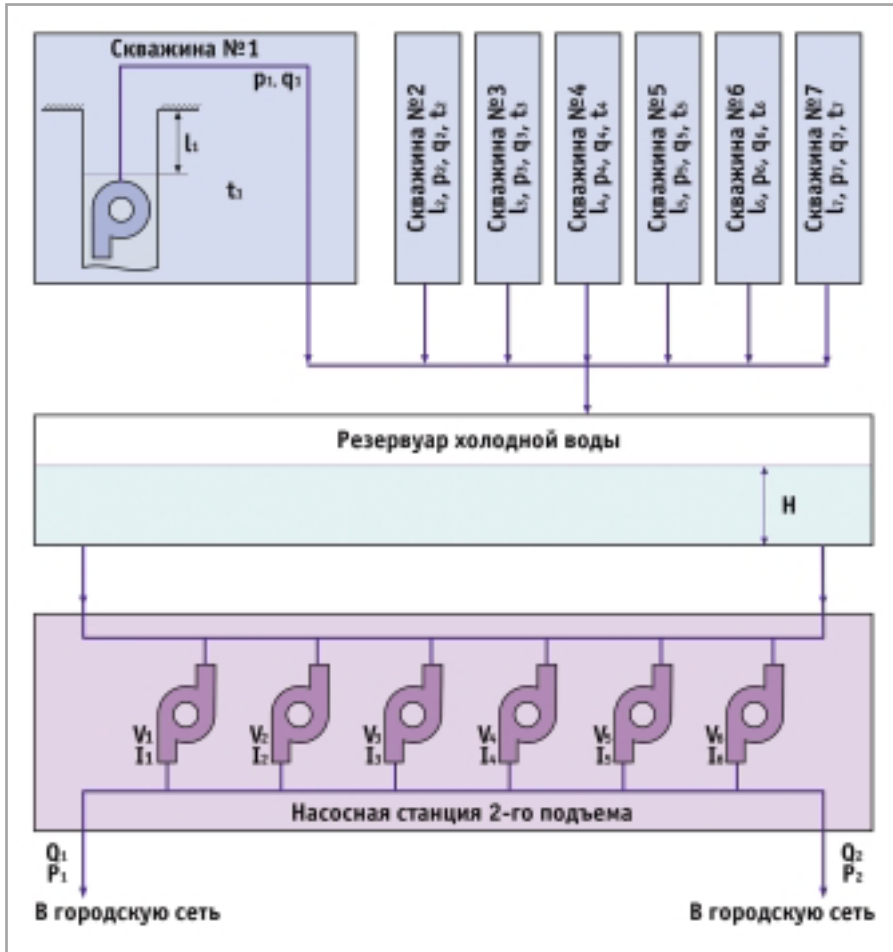 Скважина №1
p₁, q₁
l₁
t₁
Скважина №2
l₂, p₂, q₂, t₂
Скважина №3
l₃, p₃, q₃, t₃
Скважина №4
l₄, p₄, q₄, t₄
Скважина №5
l₅, p₅, q₅, t₅
Скважина №6
l₆, p₆, q₆, t₆
Скважина №7
l₇, p₇, q₇, t₇
Резервуар холодной воды
H
V₁
I₁
V₂
I₂
V₃
I₃
V₄
I₄
V₅
I₅
V₆
I₆
Насосная станция 2-го подъема
Q₁
P₁
Q₂
P₂
В городскую сеть
В городскую сеть